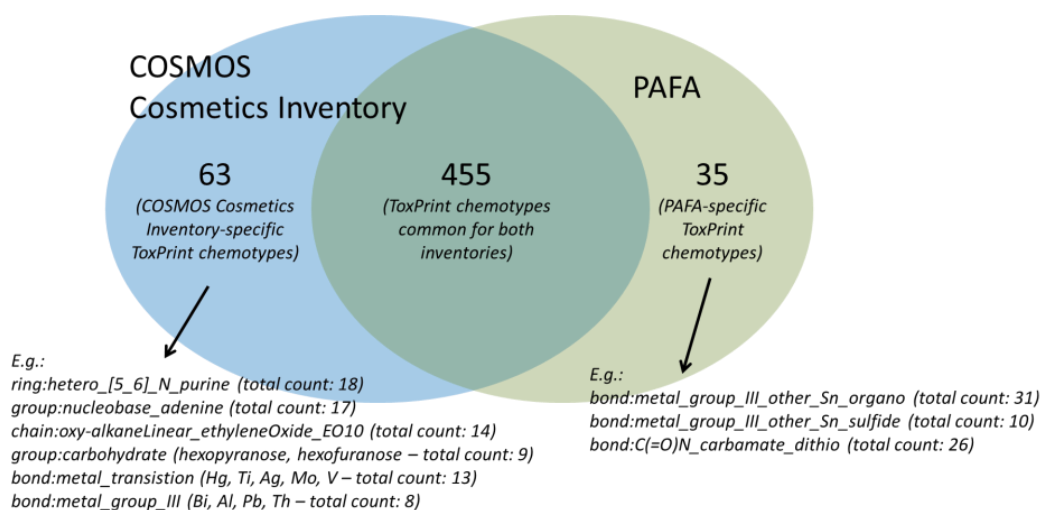 COSMOS
Cosmetics Inventory
PAFA
63
(COSMOS Cosmetics
Inventory-specific
ToxPrint chemotypes)
455
(ToxPrint chemotypes
common for both
inventories)
35
(PAFA-specific
ToxPrint
chemotypes)
E.g.:
ring:hetero_[5_6]_N_purine (total count: 18)
group:nucleobase_adenine (total count: 17)
chain:oxy-alkaneLinear_ethyleneOxide_EO10 (total count: 14)
group:carbohydrate (hexopyranose, hexofuranose – total count: 9)
bond:metal_transistion (Hg, Ti, Ag, Mo, V – total count: 13)
bond:metal_group_III (Bi, Al, Pb, Th – total count: 8)
E.g.:
bond:metal_group_III_other_Sn_organo (total count: 31)
bond:metal_group_III_other_Sn_sulfide (total count: 10)
bond:C(=O)N_carbamate_dithio (total count: 26)